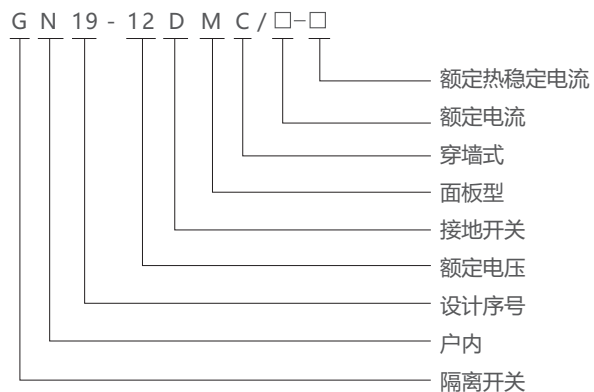 G N 19 - 12 D M C / □-□
额定热稳定电流
额定电流
穿墙式
面板型
接地开关
额定电压
设计序号
户内
隔离开关